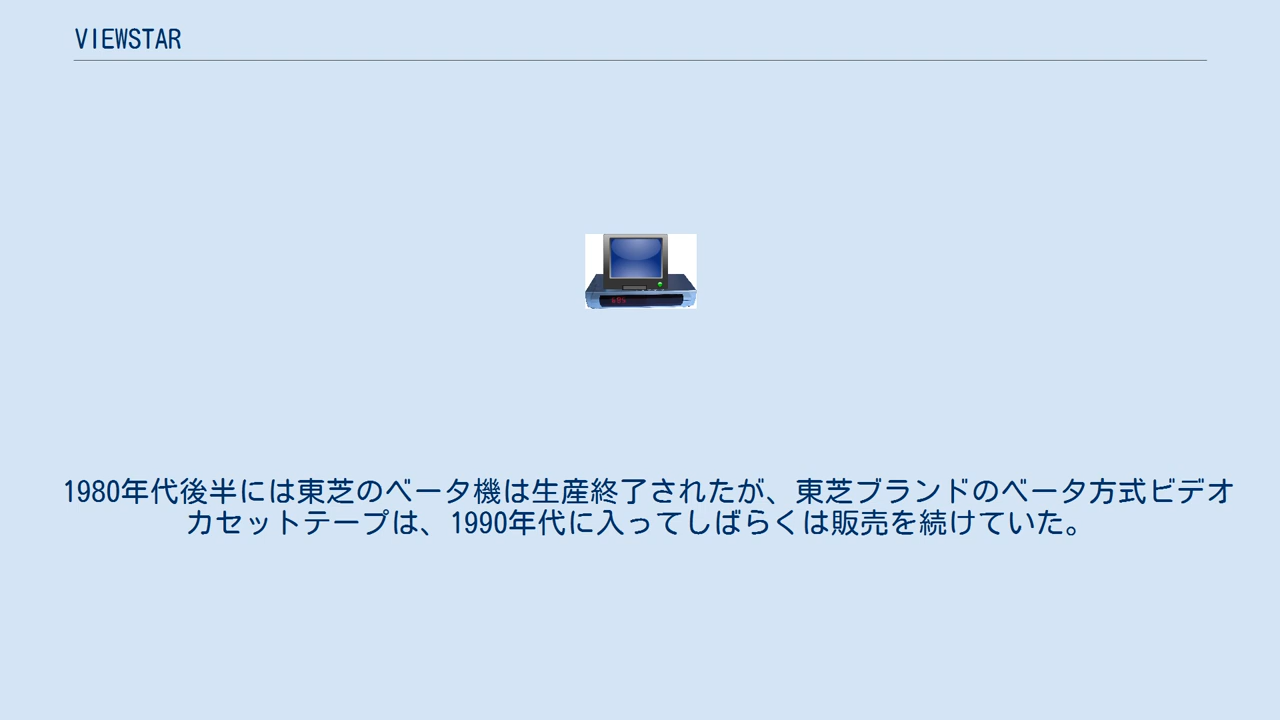 VIEWSTAR
1980年代後半には東芝のベータ機は生産終了されたが、東芝ブランドのベータ方式ビデオ
カセットテープは、1990年代に入ってしばらくは販売を続けていた。